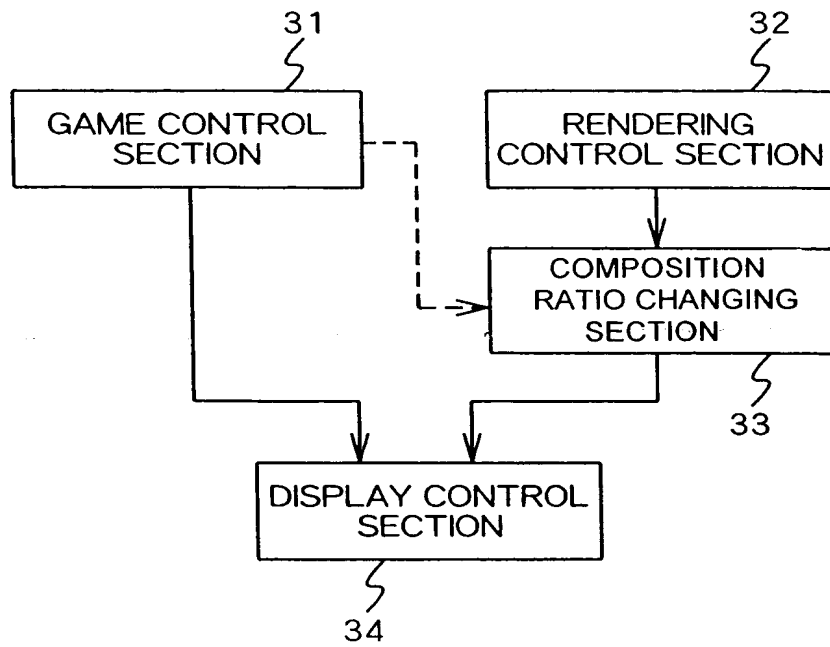 31
32
GAME CONTROL
SECTION
RENDERING
CONTROL SECTION
COMPOSITION
RATIO CHANGING
SECTION
33
DISPLAY CONTROL
SECTION
34